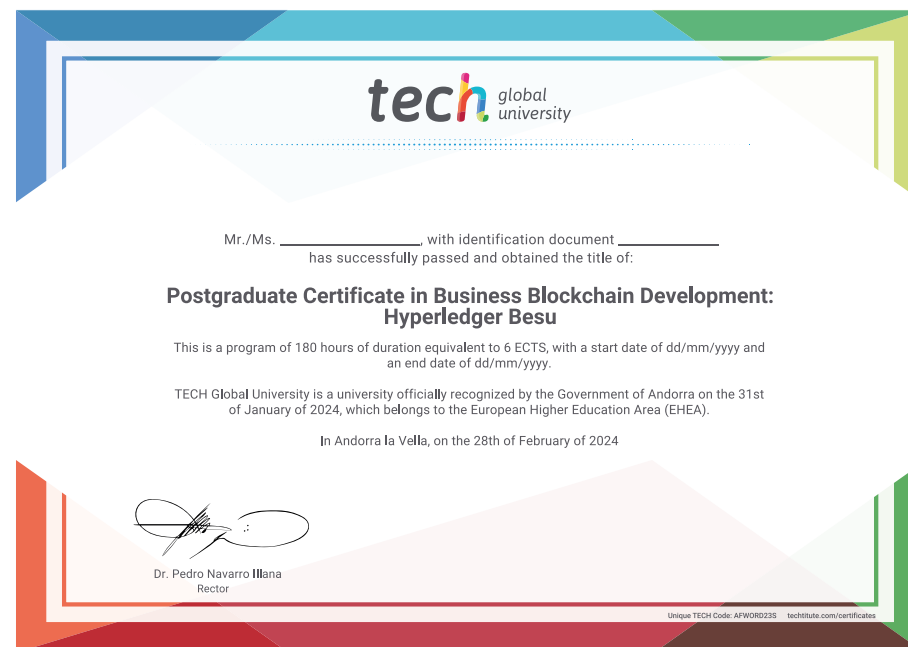 tech global
university
Mr./Ms. ____________________, with identification document ______________
has successfully passed and obtained the title of:
Postgraduate Certificate in Business Blockchain Development:
Hyperledger Besu
This is a program of 180 hours of duration equivalent to 6 ECTS, with a start date of dd/mm/yyyy and
an end date of dd/mm/yyyy.
TECH Global University is a university officially recognized by the Government of Andorra on the 31st
of January of 2024, which belongs to the European Higher Education Area (EHEA).
In Andorra la Vella, on the 28th of February of 2024
Dr. Pedro Navarro Illana
Rector
Unique TECH Code: AFWORD23S techtitute.com/certificates